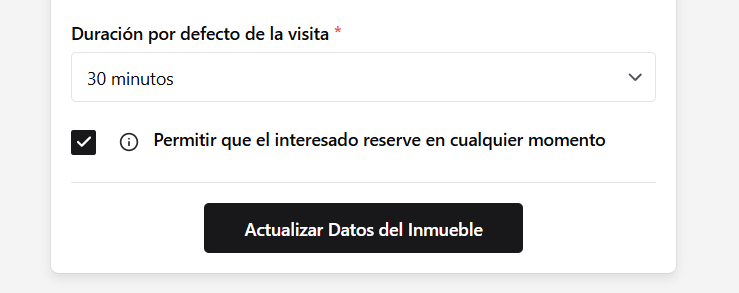 Duración por defecto de la visita *
30 minutos
Permitir que el interesado reserve en cualquier momento
Actualizar Datos del Inmueble